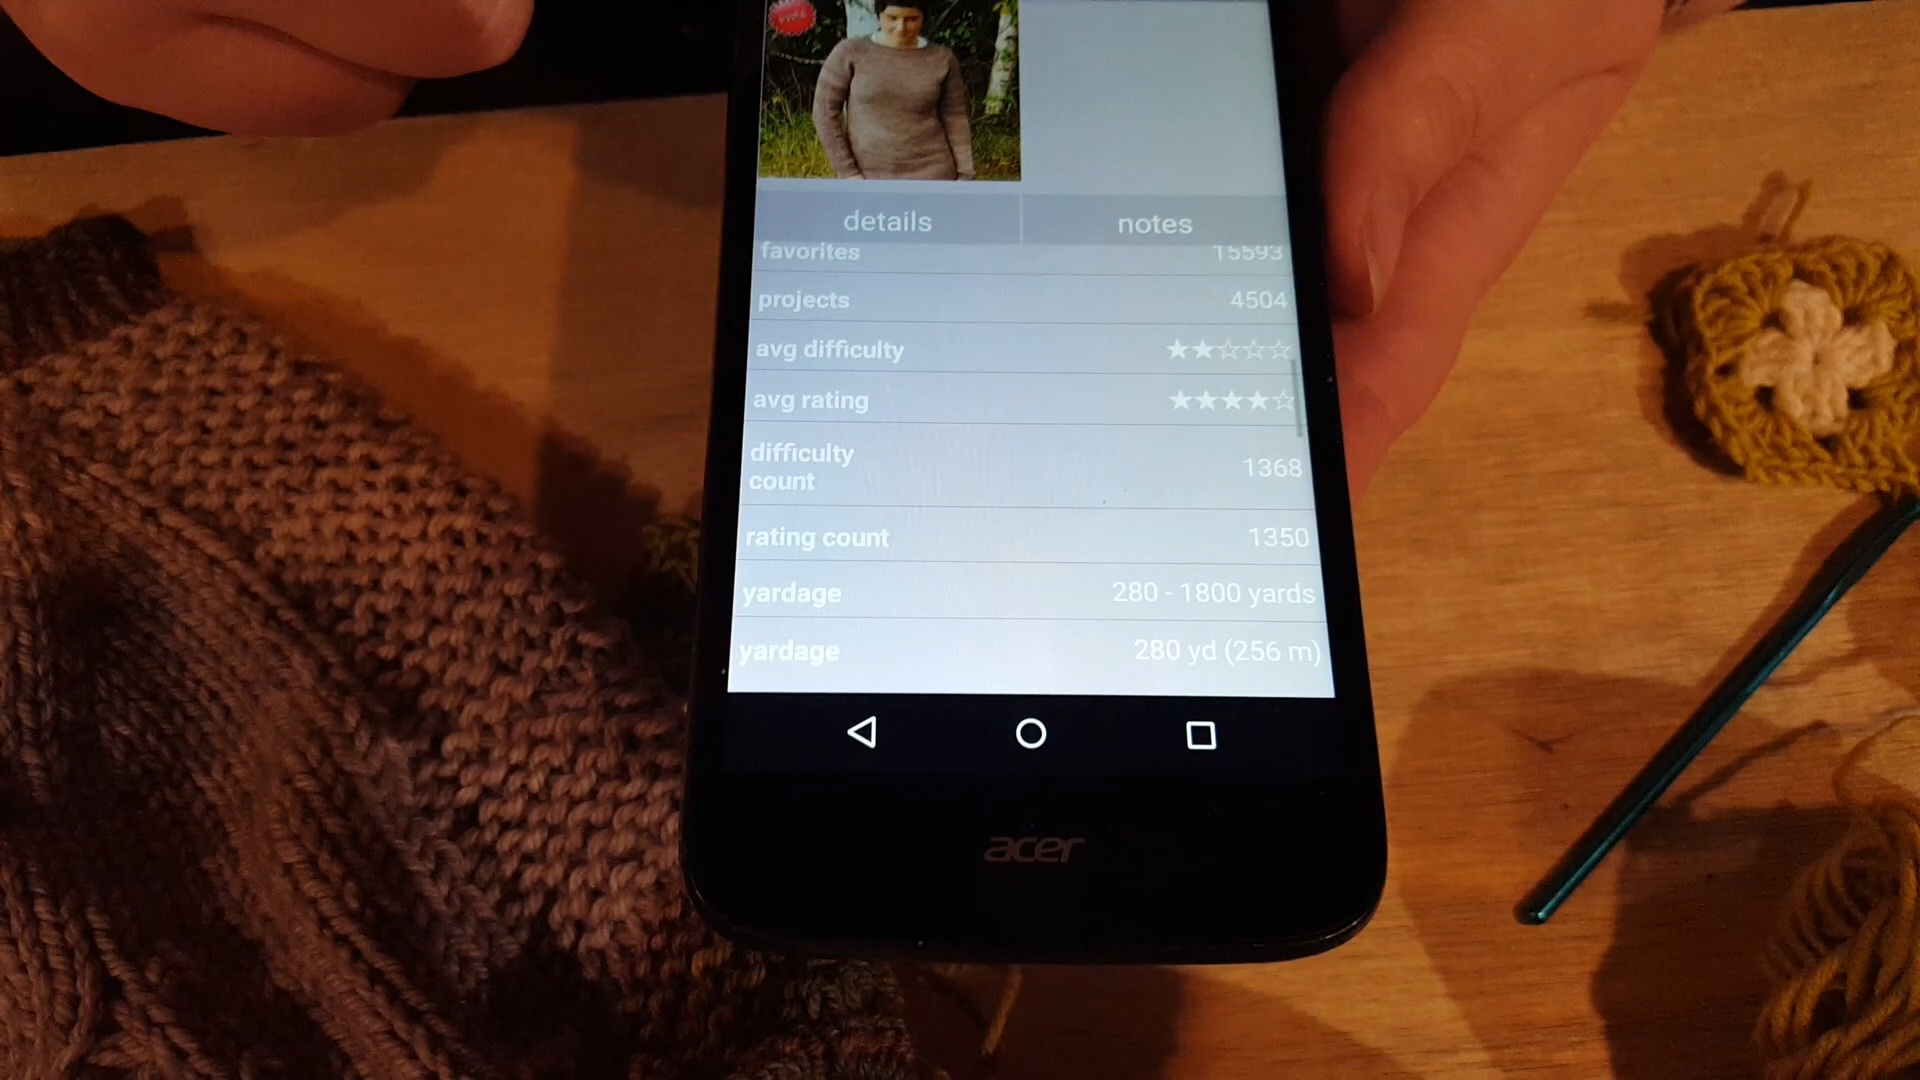 FREE
details notes
favorites 15593
projects 4504
avg difficulty ★★☆☆☆
avg rating ★★★★☆
difficulty
count 1368
rating count 1350
yardage 280 - 1800 yards
yardage 280 yd (256 m)
acer